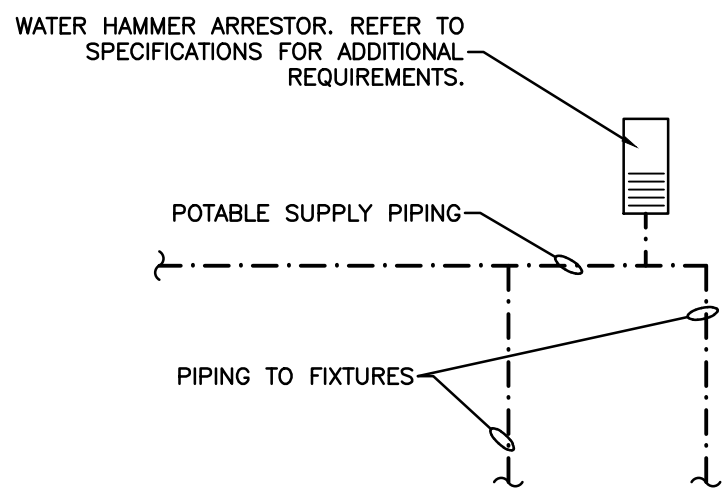 WATER HAMMER ARRESTOR. REFER TO
SPECIFICATIONS FOR ADDITIONAL
REQUIREMENTS.
POTABLE SUPPLY PIPING
PIPING TO FIXTURES